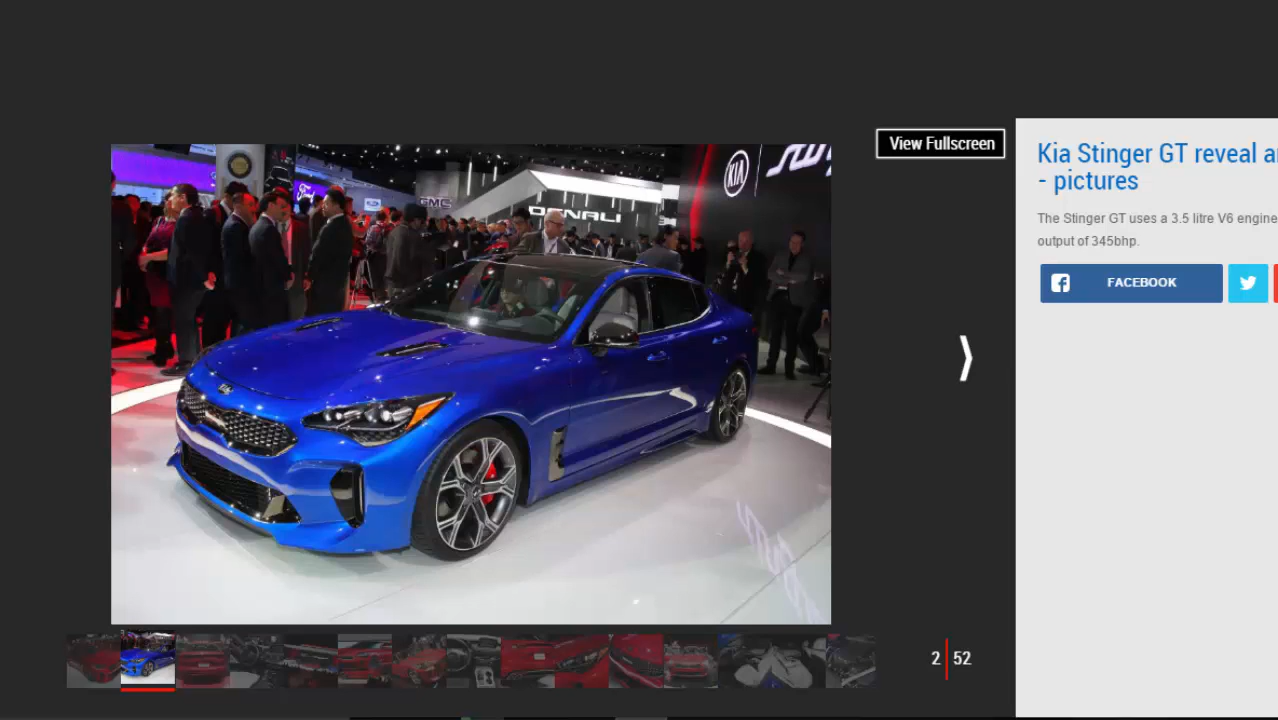 View Fullscreen
Kia Stinger GT reveal a
- pictures
The Stinger GT uses a 3.5 litre V6 engine
output of 345bhp.
FACEBOOK
KIA
Ford
GMC
DENALI
2 52